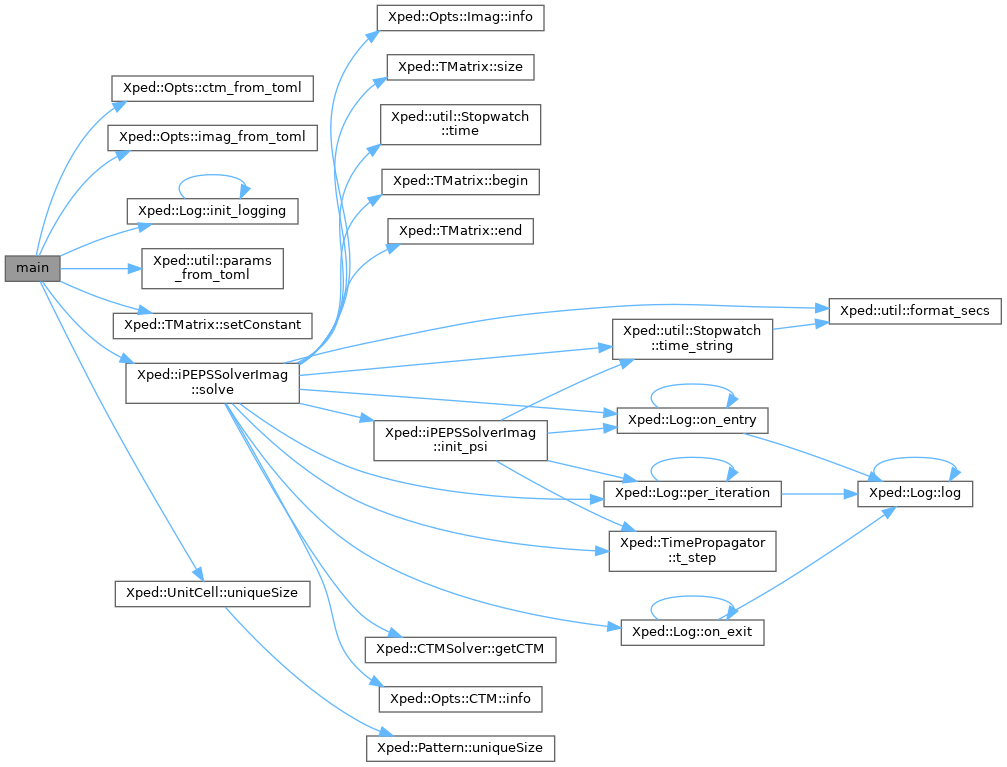 Xped::Opts::Imag::info
Xped::TMatrix::size
Xped::Opts::ctm_from_toml
Xped::util::Stopwatch
::time
Xped::Opts::imag_from_toml
Xped::TMatrix::begin
Xped::Log::init_logging
Xped::TMatrix::end
main
Xped::util::params
_from_toml
Xped::util::format_secs
Xped::TMatrix::setConstant
Xped::util::Stopwatch
::time_string
Xped::iPEPSSolverImag
::solve
Xped::Log::on_entry
Xped::iPEPSSolverImag
::init_psi
Xped::Log::per_iteration
Xped::Log::log
Xped::TimePropagator
::t_step
Xped::UnitCell::uniqueSize
Xped::Log::on_exit
Xped::CTMSolver::getCTM
Xped::Opts::CTM::info
Xped::Pattern::uniqueSize